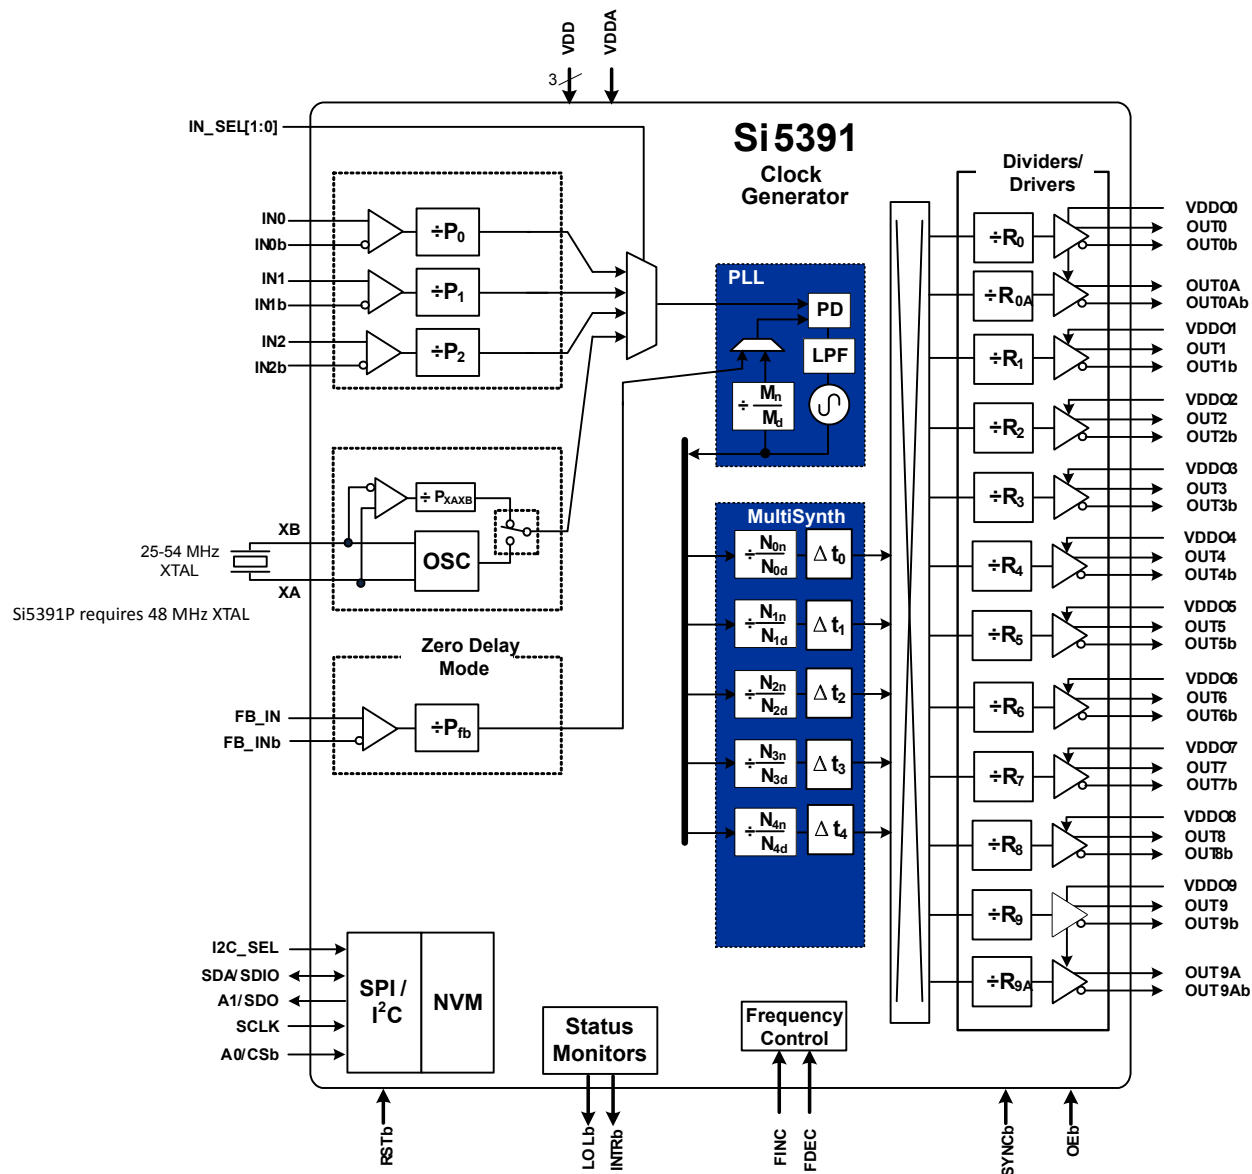 VDD
VDDA
3
IN_SEL[1:0]
Si5391
Clock
Generator
Dividers/
Drivers
IN0
IN0b
÷P0
IN1
IN1b
÷P1
IN2
IN2b
÷P2
PLL
PD
LPF
÷ Mn
Md
÷ PXAXB
OSC
XB
25-54 MHz
XTAL
XA
Si5391P requires 48 MHz XTAL
Zero Delay
Mode
FB_IN
FB_INb
÷Pfb
MultiSynth
÷ N0n
N0d
Δ t0
÷ N1n
N1d
Δ t1
÷ N2n
N2d
Δ t2
÷ N3n
N3d
Δ t3
÷ N4n
N4d
Δ t4
÷R0
VDDO0
OUT0
OUT0b
÷R0A
OUT0A
OUT0Ab
÷R1
VDDO1
OUT1
OUT1b
÷R2
VDDO2
OUT2
OUT2b
÷R3
VDDO3
OUT3
OUT3b
÷R4
VDDO4
OUT4
OUT4b
÷R5
VDDO5
OUT5
OUT5b
÷R6
VDDO6
OUT6
OUT6b
÷R7
VDDO7
OUT7
OUT7b
÷R8
VDDO8
OUT8
OUT8b
÷R9
VDDO9
OUT9
OUT9b
÷R9A
OUT9A
OUT9Ab
I2C_SEL
SDA/SDIO
A1/SDO
SCLK
A0/CSb
SPI /
I²C
NVM
Status
Monitors
Frequency
Control
RSTb
LOLb
INTRb
FINC
FDEC
SYNCb
OEb